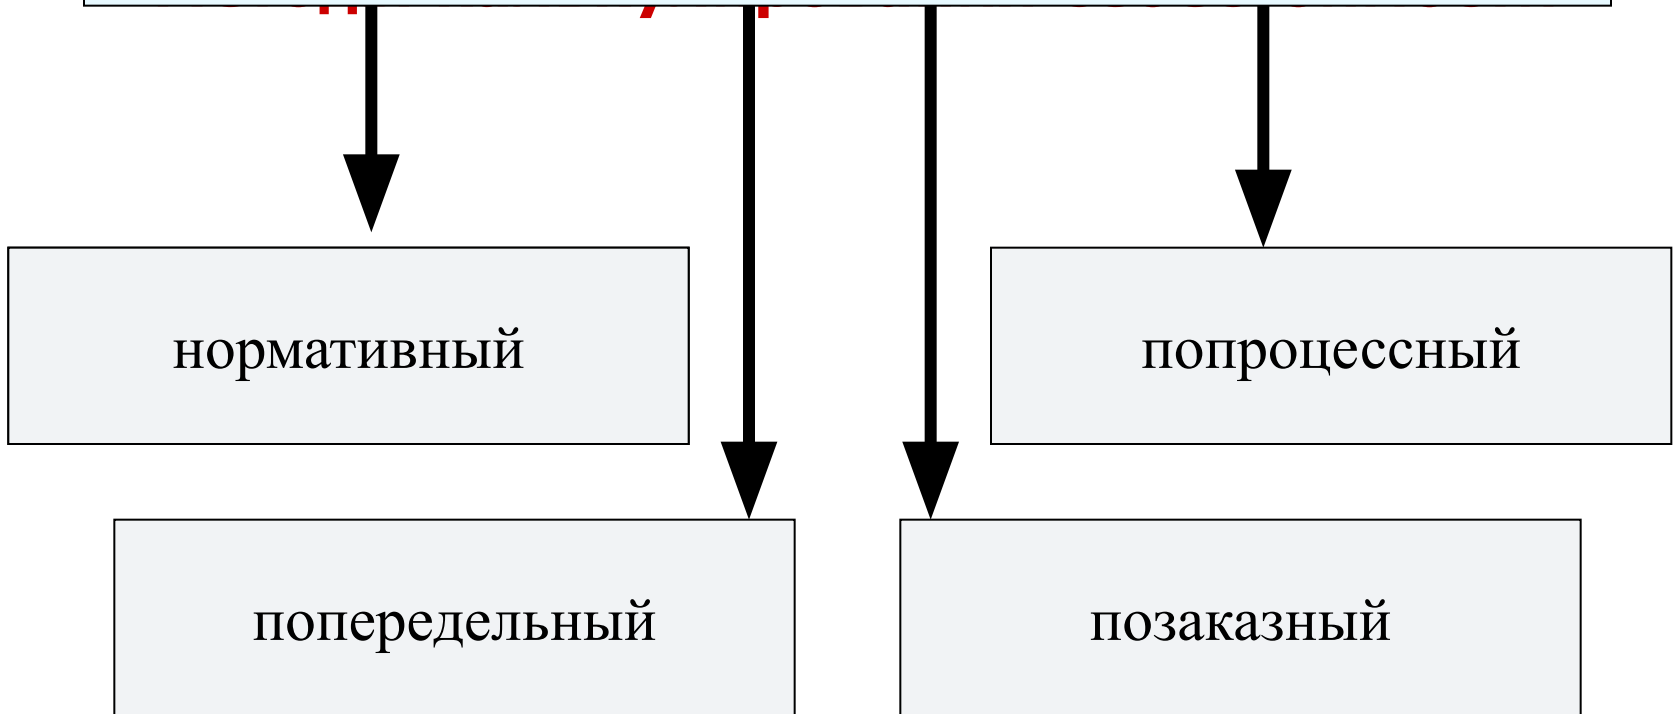 нормативный
попроцессный
попередельный
позаказный